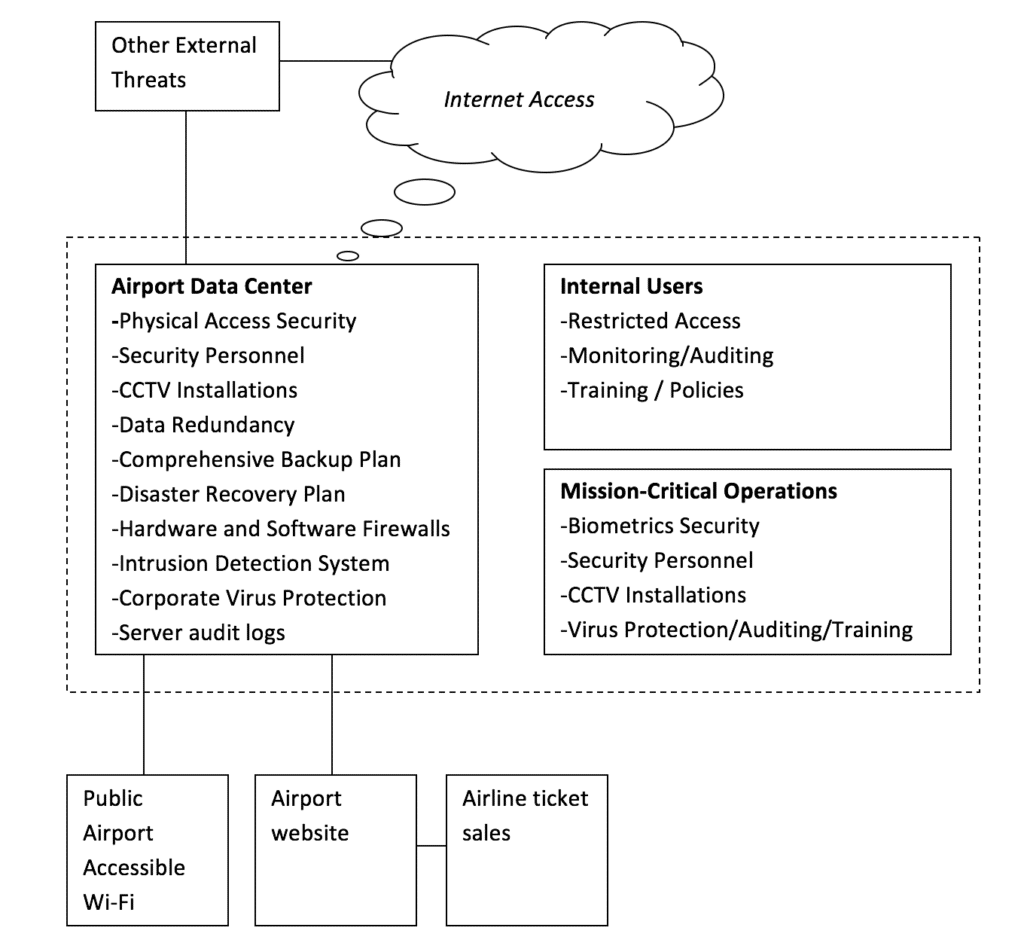 Other External
Threats
Internet Access
Airport Data Center
-Physical Access Security
-Security Personnel
-CCTV Installations
-Data Redundancy
-Comprehensive Backup Plan
-Disaster Recovery Plan
-Hardware and Software Firewalls
-Intrusion Detection System
-Corporate Virus Protection
-Server audit logs
Internal Users
-Restricted Access
-Monitoring/Auditing
-Training / Policies
Mission-Critical Operations
-Biometrics Security
-Security Personnel
-CCTV Installations
-Virus Protection/Auditing/Training
Public
Airport
Accessible
Wi-Fi
Airport
website
Airline ticket
sales